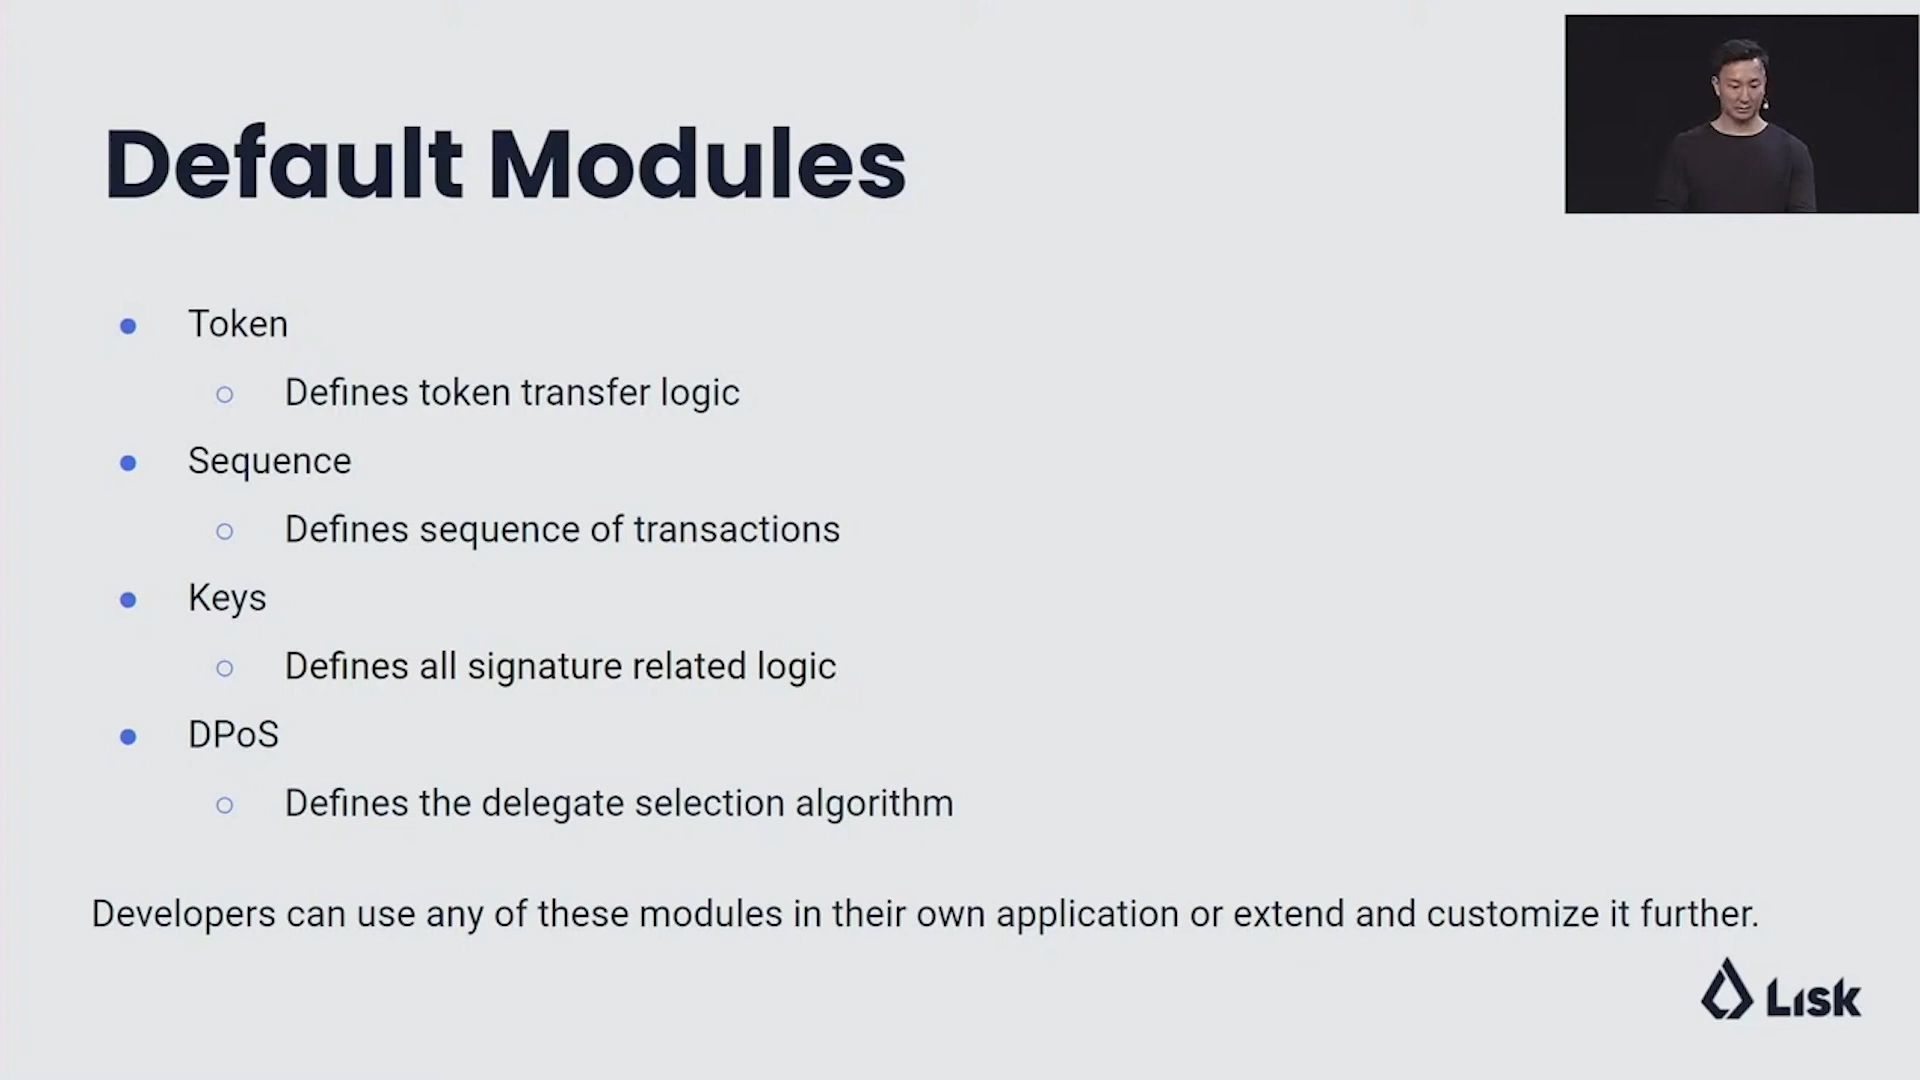 Default Modules
Token
Defines token transfer logic
Sequence
Defines sequence of transactions
Keys
Defines all signature related logic
DPoS
Defines the delegate selection algorithm
Developers can use any of these modules in their own application or extend and customize it further.
Lisk